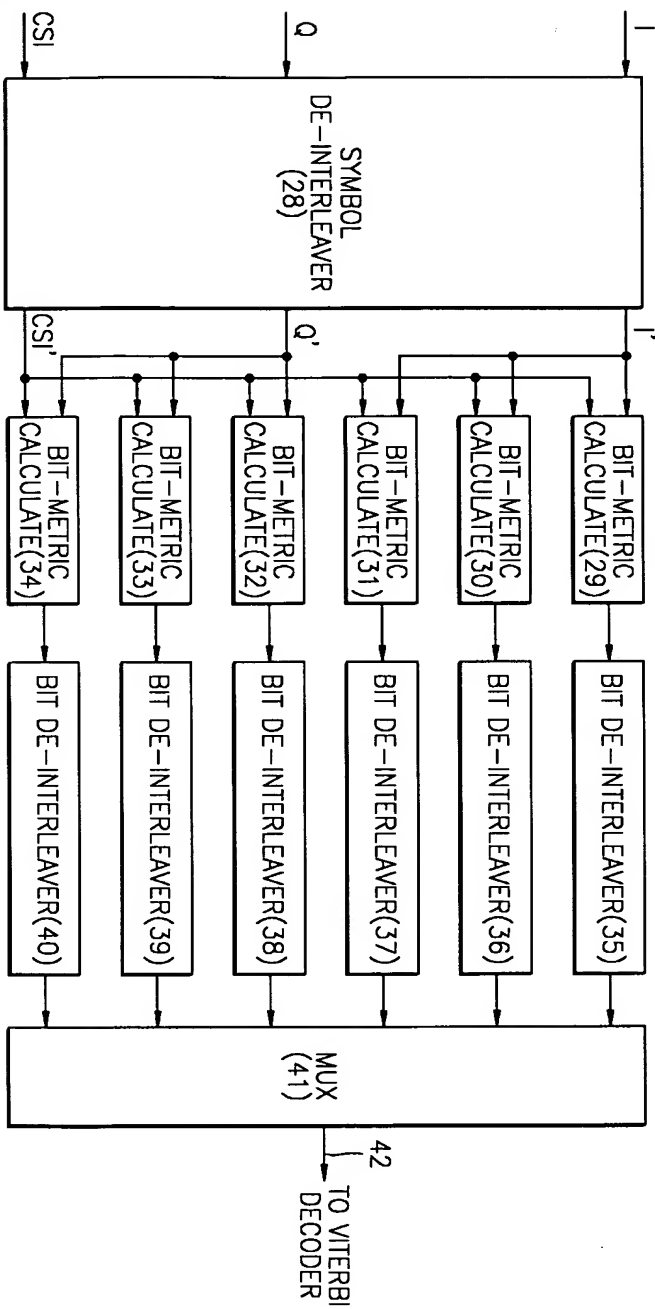 I
Q
CSI
SYMBOL
DE-INTERLEAVER
(28)
I'
Q'
CSI'
BIT-METRIC
CALCULATE(29)
BIT-METRIC
CALCULATE(30)
BIT-METRIC
CALCULATE(31)
BIT-METRIC
CALCULATE(32)
BIT-METRIC
CALCULATE(33)
BIT-METRIC
CALCULATE(34)
BIT DE-INTERLEAVER(35)
BIT DE-INTERLEAVER(36)
BIT DE-INTERLEAVER(37)
BIT DE-INTERLEAVER(38)
BIT DE-INTERLEAVER(39)
BIT DE-INTERLEAVER(40)
MUX
(41)
42
TO VITERBI
DECODER